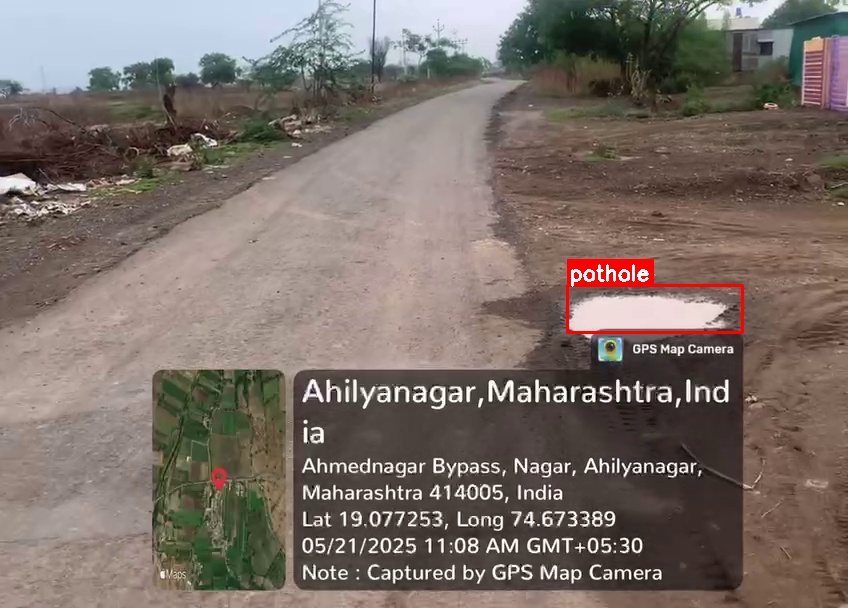 pothole
GPS Map Camera
Ahilyanagar,Maharashtra,Ind
ia
Ahmednagar Bypass, Nagar, Ahilyanagar,
Maharashtra 414005, India
Lat 19.077253, Long 74.673389
05/21/2025 11:08 AM GMT+05:30
Note : Captured by GPS Map Camera
Maps